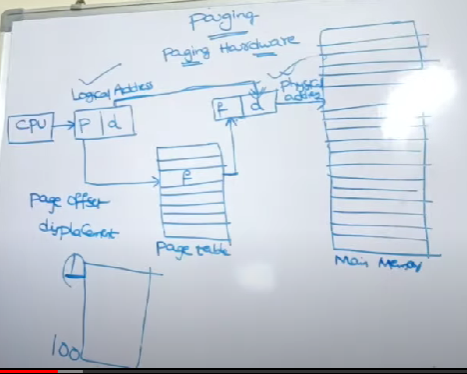 Paging
Paging Hardware
Logical Address
Physical
address
CPU
P d
f d
f
Page offset
displacement
Page table
Main Memory
1
100